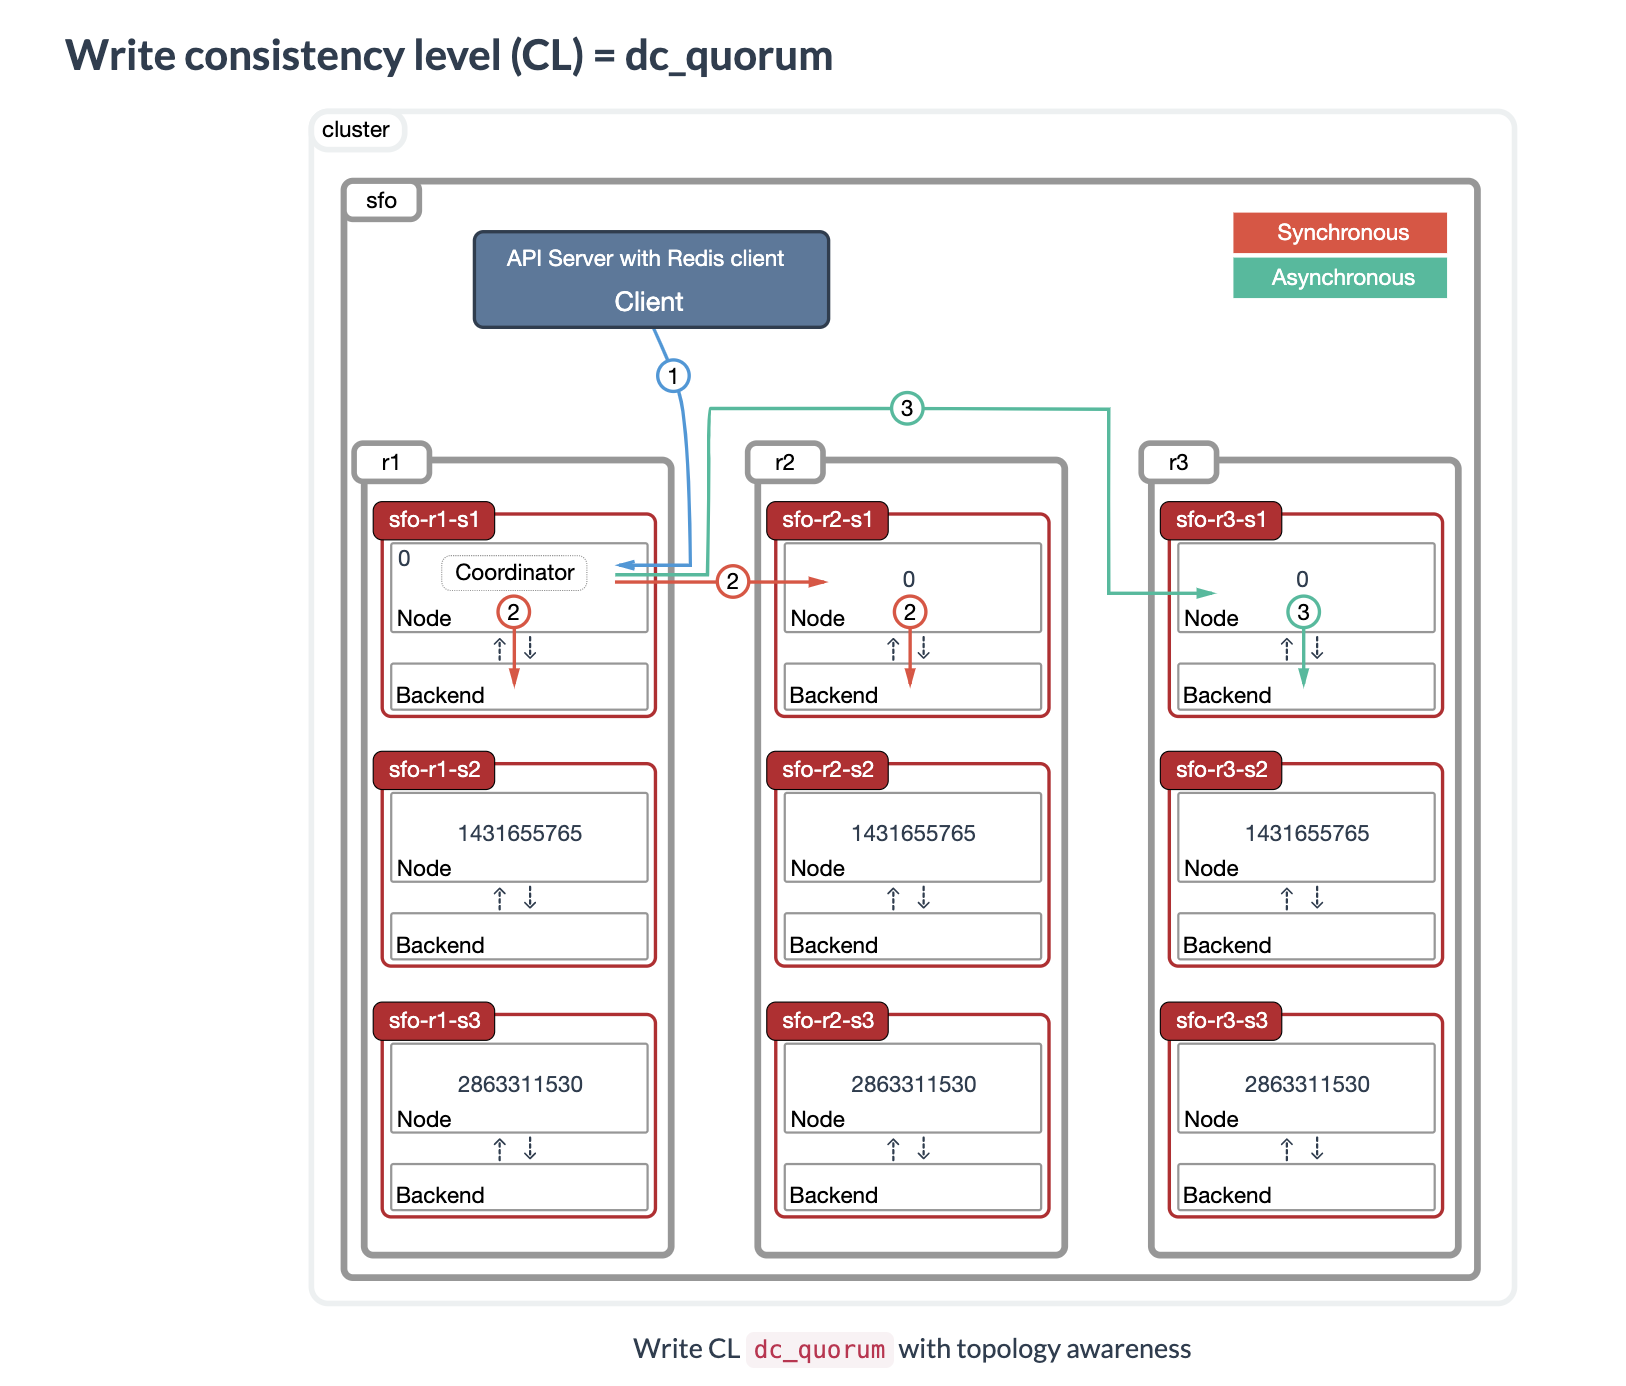 Write consistency level (CL) = dc_quorum
cluster
sfo
API Server with Redis client
Client
Synchronous
Asynchronous
1
3
r1
r2
r3
sfo-r1-s1
0
Coordinator
2
Node
Backend
2
sfo-r2-s1
0
2
Node
Backend
sfo-r3-s1
0
3
Node
Backend
sfo-r1-s2
1431655765
Node
Backend
sfo-r2-s2
1431655765
Node
Backend
sfo-r3-s2
1431655765
Node
Backend
sfo-r1-s3
2863311530
Node
Backend
sfo-r2-s3
2863311530
Node
Backend
sfo-r3-s3
2863311530
Node
Backend
Write CL dc_quorum with topology awareness